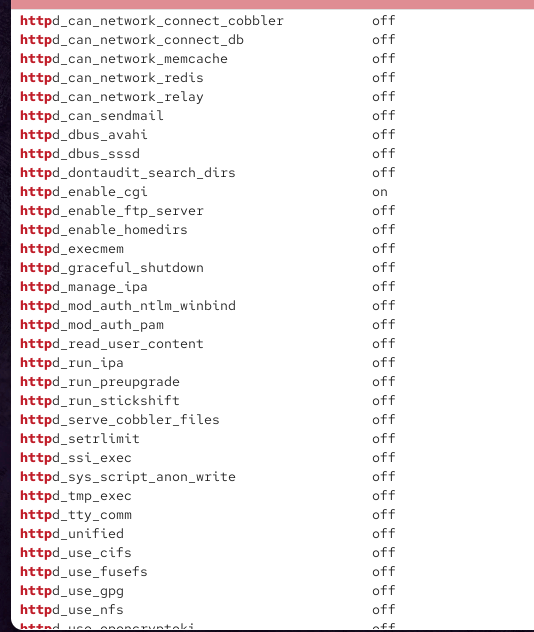 httpd_can_network_connect_cobbler off
httpd_can_network_connect_db off
httpd_can_network_memcache off
httpd_can_network_redis off
httpd_can_network_relay off
httpd_can_sendmail off
httpd_dbus_avahi off
httpd_dbus_sssd off
httpd_dontaudit_search_dirs off
httpd_enable_cgi on
httpd_enable_ftp_server off
httpd_enable_homedirs off
httpd_execmem off
httpd_graceful_shutdown off
httpd_manage_ipa off
httpd_mod_auth_ntlm_winbind off
httpd_mod_auth_pam off
httpd_read_user_content off
httpd_run_ipa off
httpd_run_preupgrade off
httpd_run_stickshift off
httpd_serve_cobbler_files off
httpd_setrlimit off
httpd_ssi_exec off
httpd_sys_script_anon_write off
httpd_tmp_exec off
httpd_tty_comm off
httpd_unified off
httpd_use_cifs off
httpd_use_fusefs off
httpd_use_gpg off
httpd_use_nfs off
httpd_use_opencryptoki off